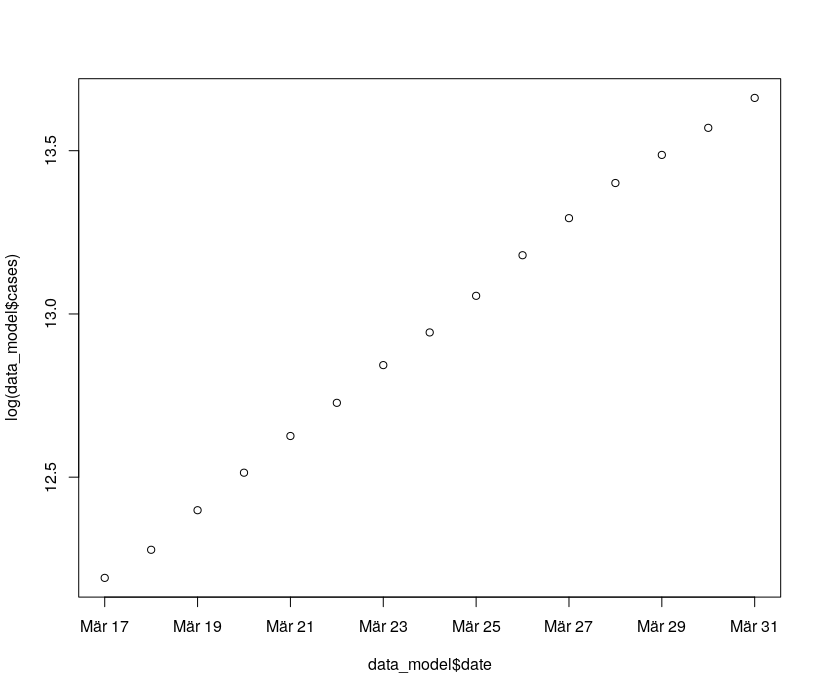 13.5
13.0
12.5
log(data_model$cases)
Mär 17 Mär 19 Mär 21 Mär 23 Mär 25 Mär 27 Mär 29 Mär 31
data_model$date